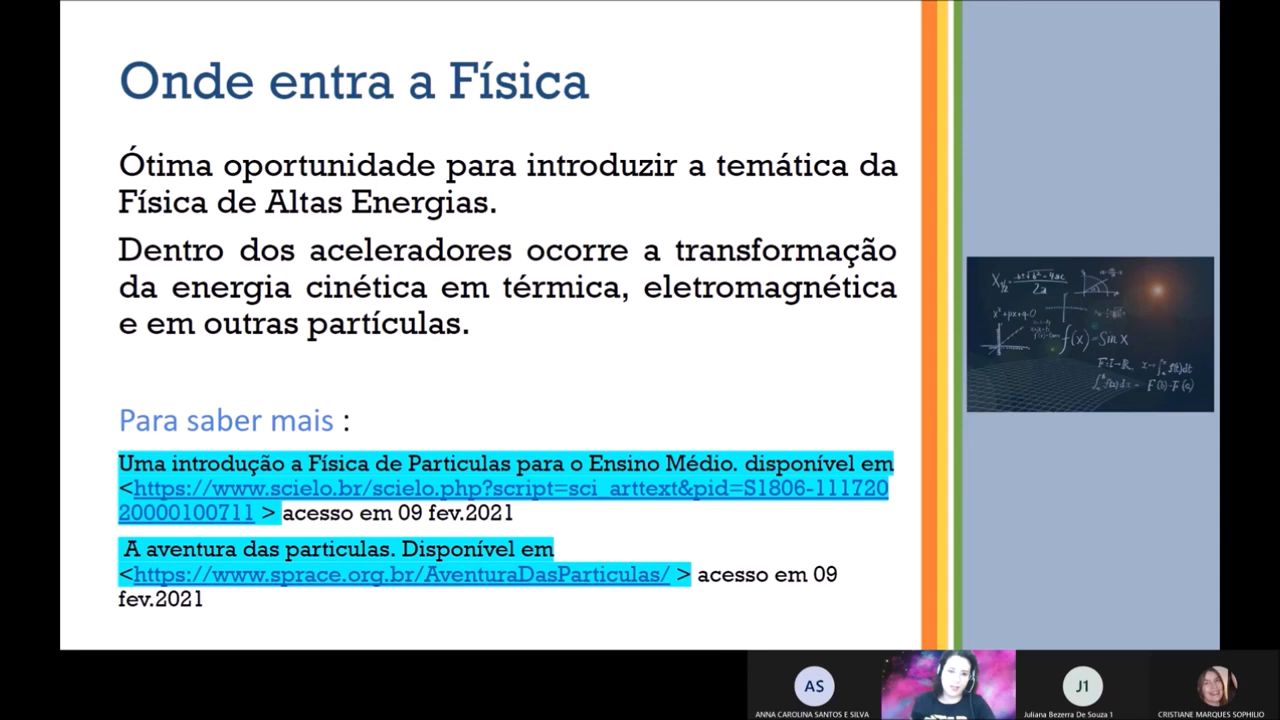 Onde entra a Física
Ótima oportunidade para introduzir a temática da
Física de Altas Energias.
Dentro dos aceleradores ocorre a transformação
da energia cinética em térmica, eletromagnética
e em outras partículas.
Para saber mais :
Uma introdução a Física de Particulas para o Ensino Médio. disponível em
<https://www.scielo.br/scielo.php?script=sci_arttext&pid=S1806-111720
20000100711 > acesso em 09 fev.2021
A aventura das particulas. Disponível em
<https://www.sprace.org.br/AventuraDasParticulas/ > acesso em 09
fev.2021
f(x)=Sin x
AS
J1
ANNA CAROLINA SANTOS E SILVA
Juliana Bezerra De Souza 1
CRISTIANE MARQUES SOPHILIO